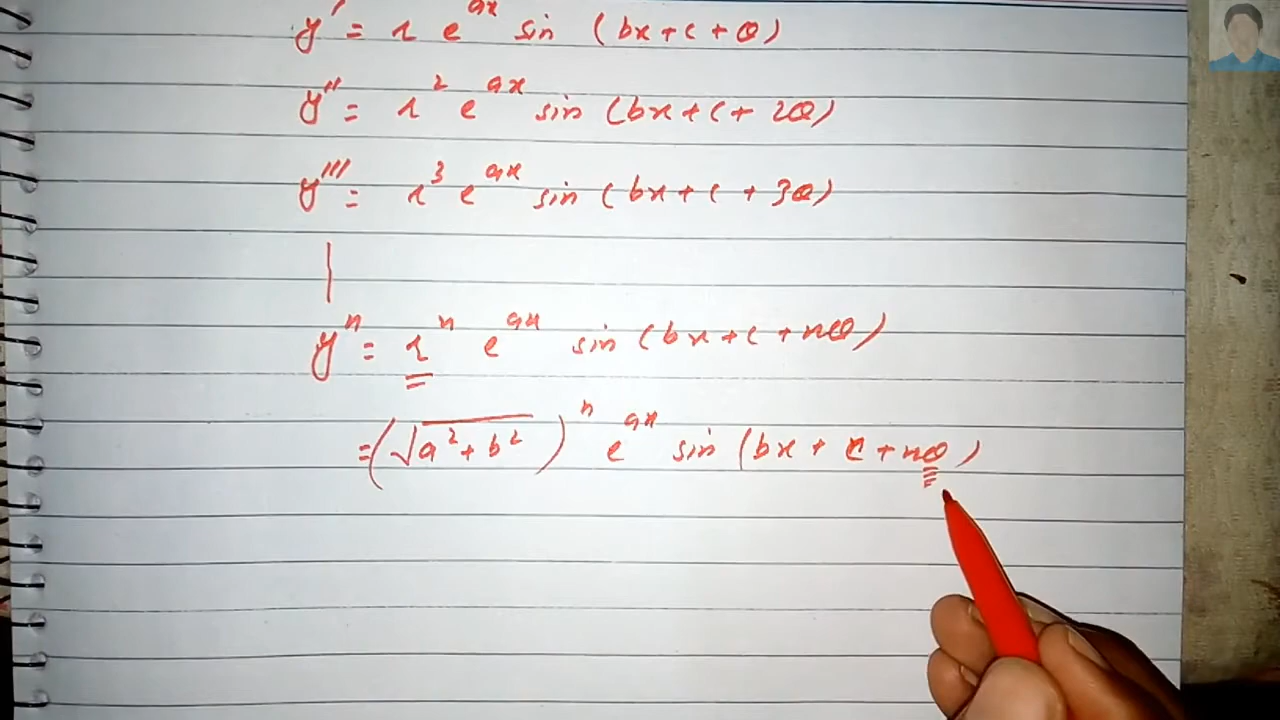 y' = r e^{ax} sin (bx + c + θ)
y'' = r^2 e^{ax} sin (bx + c + 2θ)
y''' = r^3 e^{ax} sin (bx + c + 3θ)
|
y^n = r^n e^{ax} sin (bx + c + nθ)
= (√a^2 + b^2)^n e^{ax} sin (bx + c + nθ)